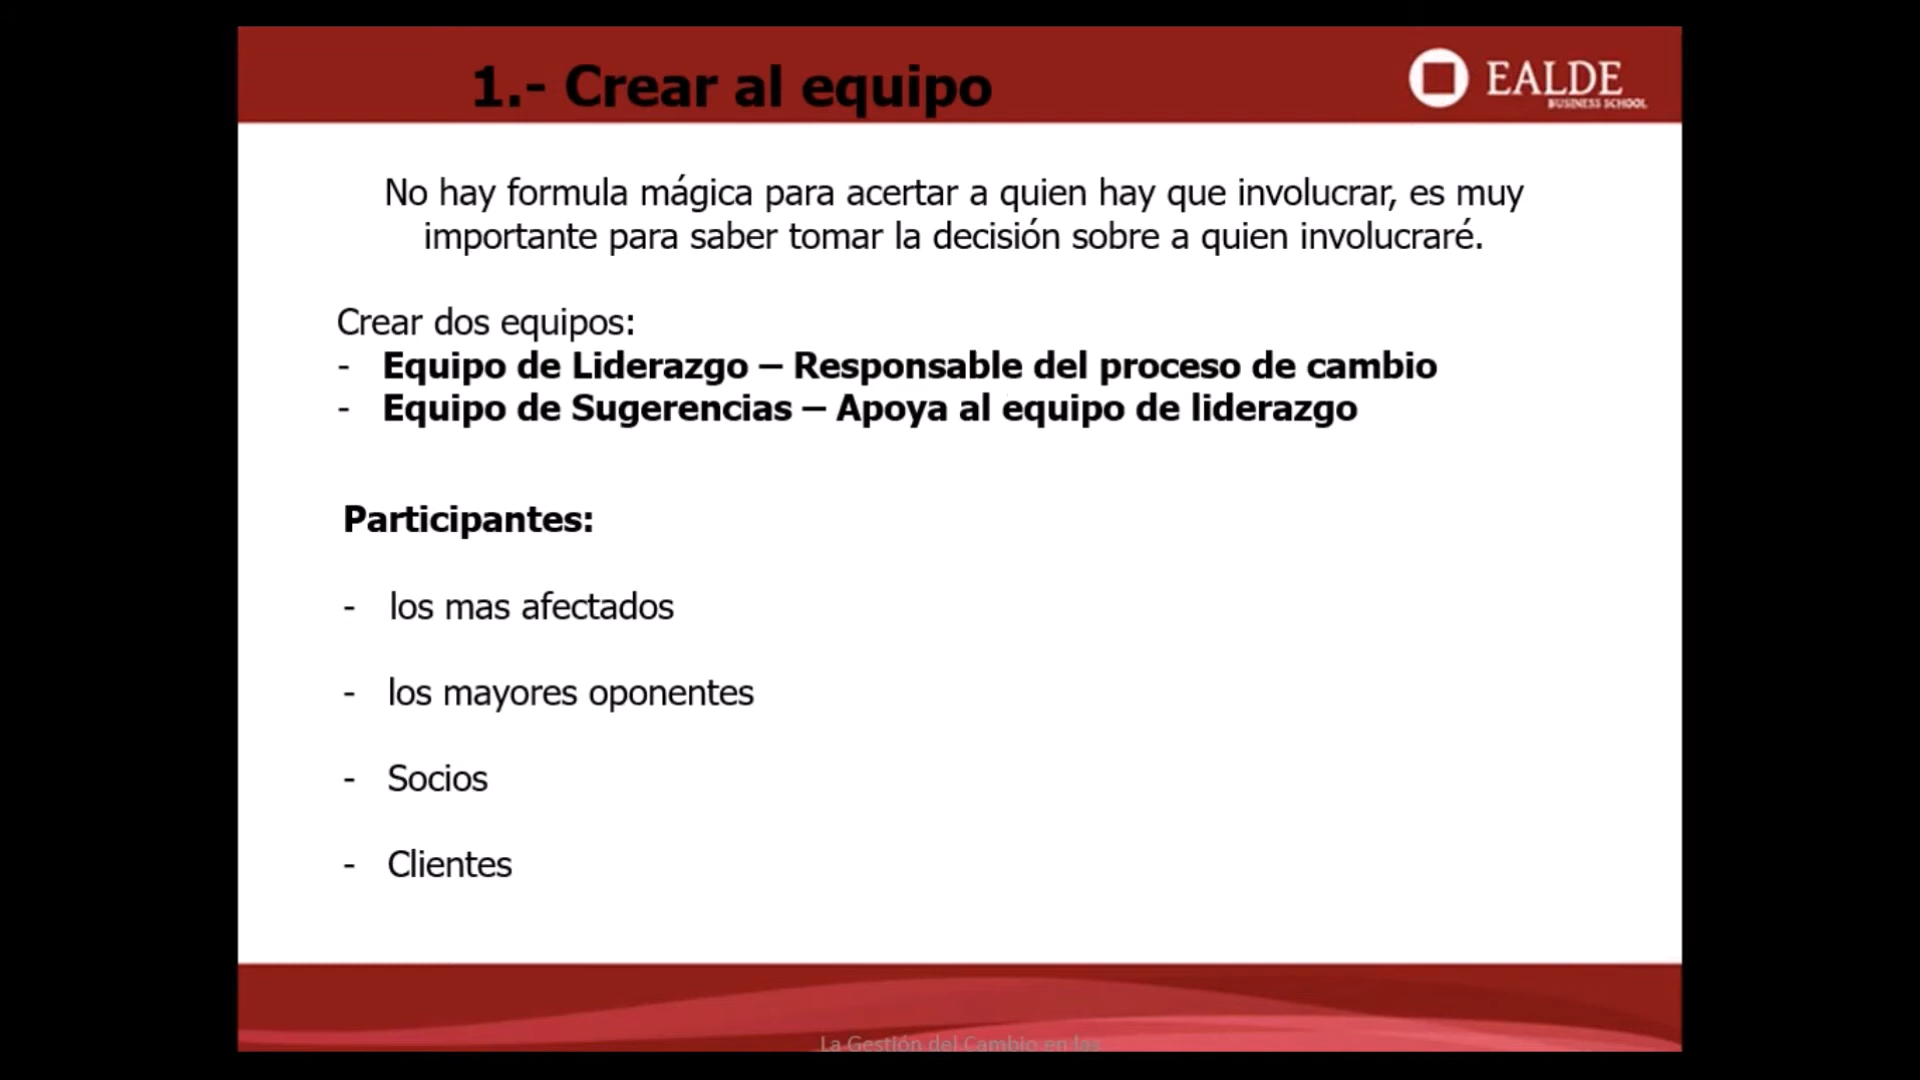 1.- Crear al equipo
EALDE
BUSINESS SCHOOL
No hay formula mágica para acertar a quien hay que involucrar, es muy
importante para saber tomar la decisión sobre a quien involucraré.
Crear dos equipos:
- Equipo de Liderazgo – Responsable del proceso de cambio
- Equipo de Sugerencias – Apoya al equipo de liderazgo
Participantes:
- los mas afectados
- los mayores oponentes
- Socios
- Clientes
La Gestión del Cambio en las